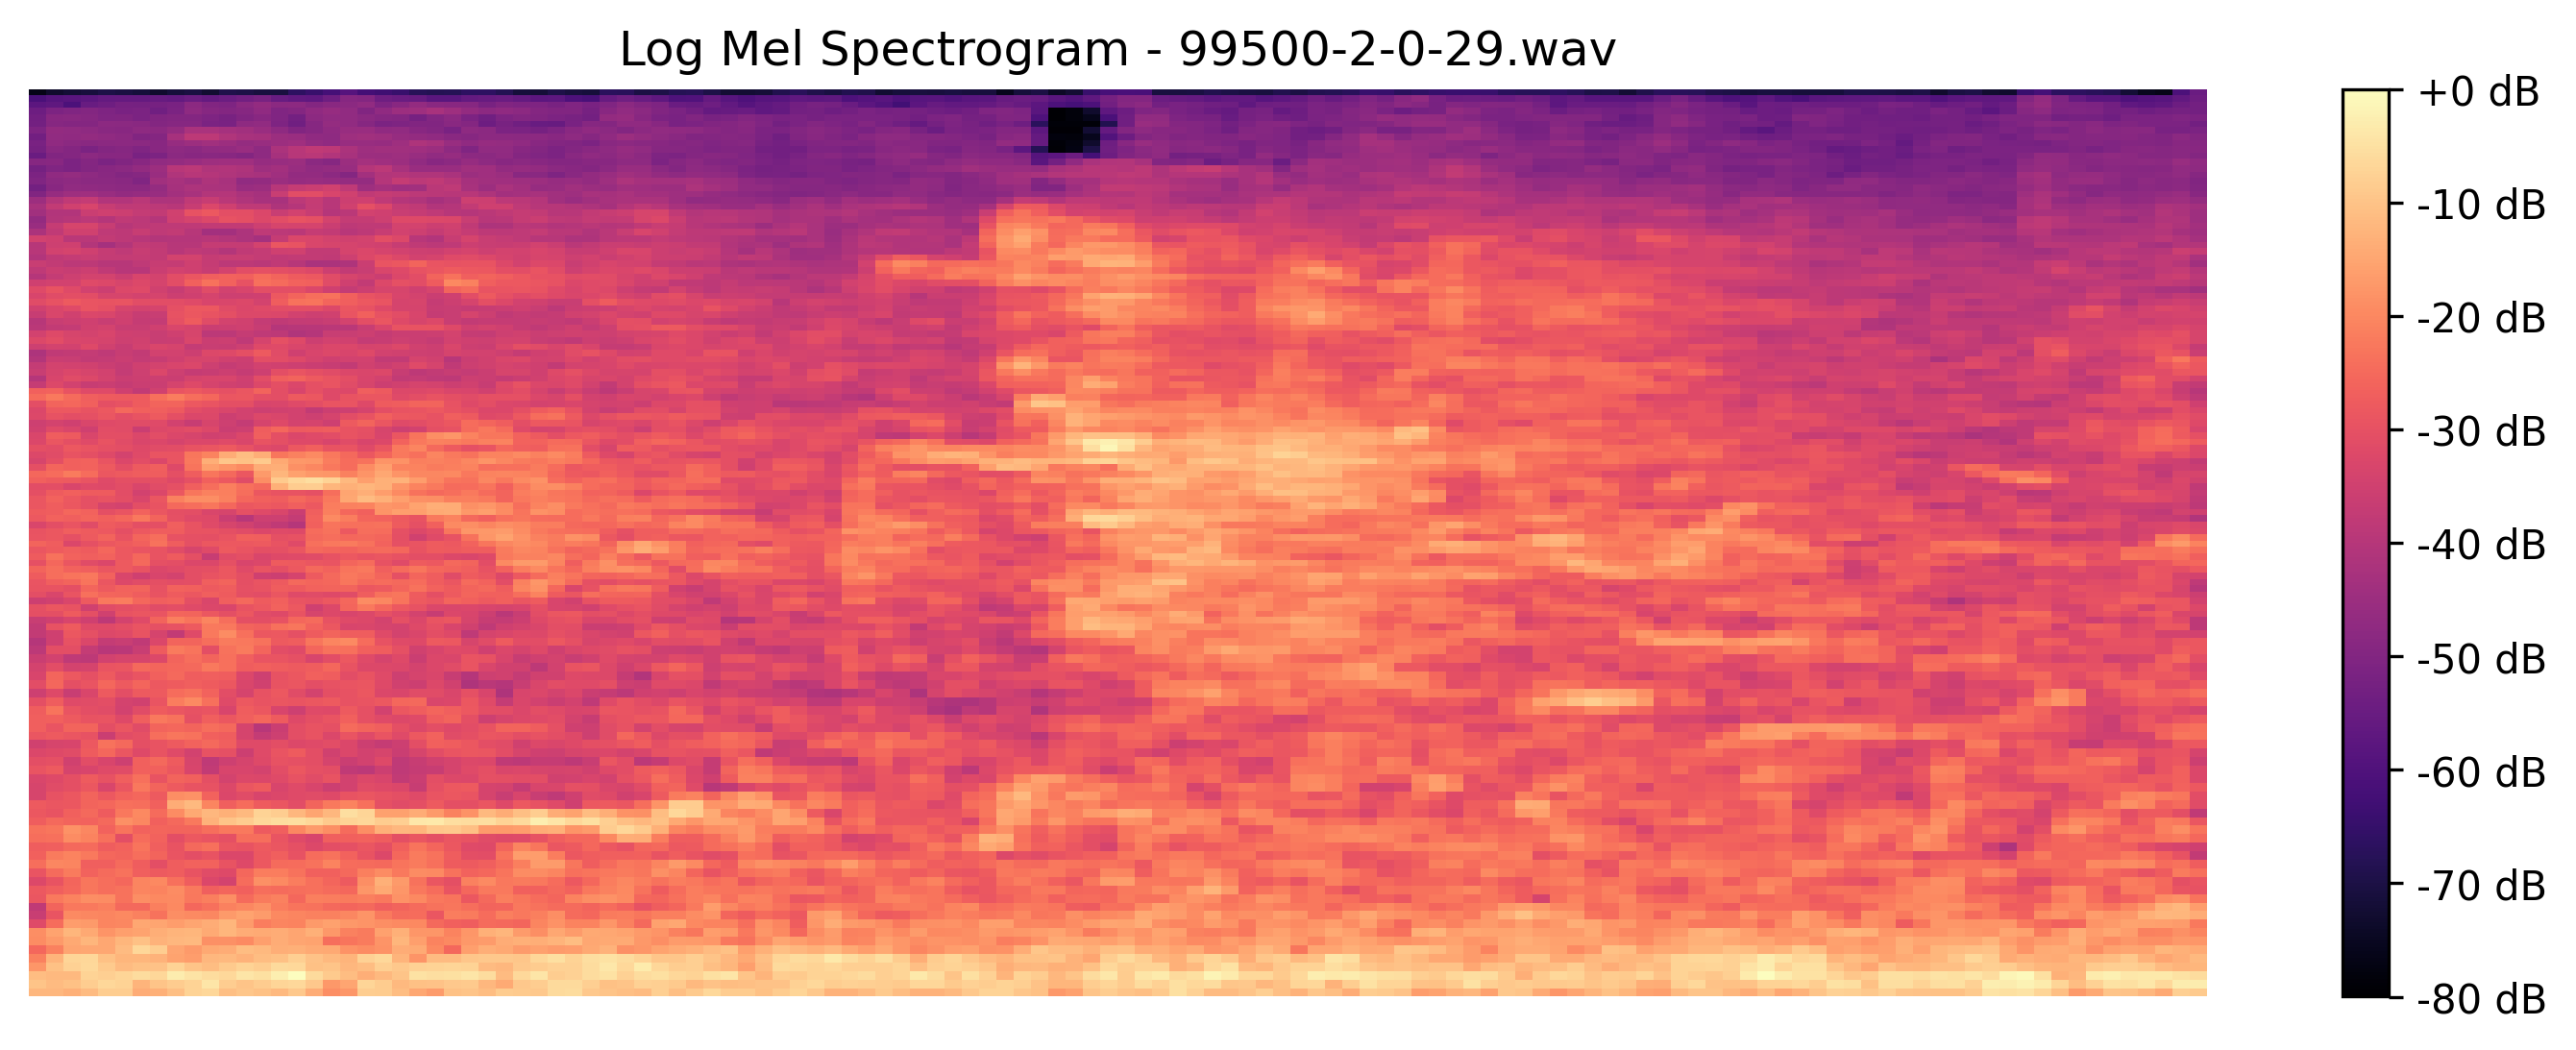 Log Mel Spectrogram - 99500-2-0-29.wav
+0 dB
-10 dB
-20 dB
-30 dB
-40 dB
-50 dB
-60 dB
-70 dB
-80 dB